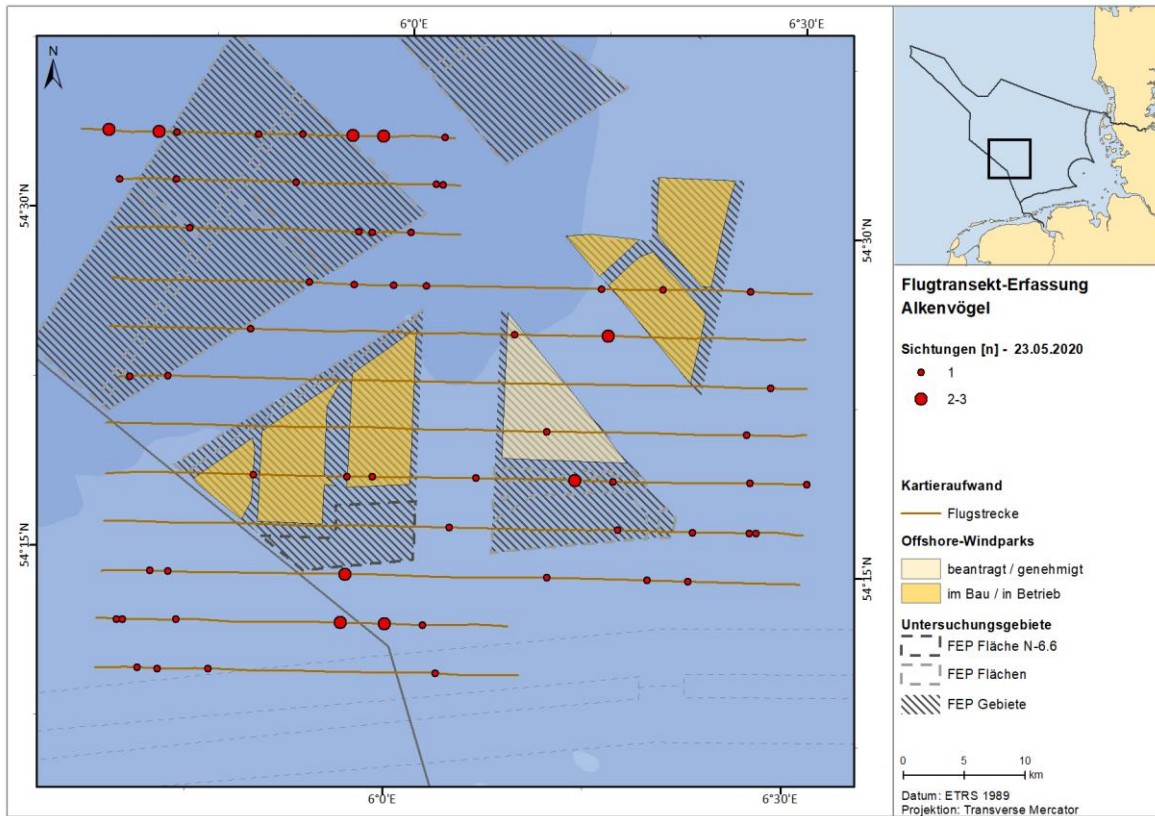 6°0'E
6°30'E
N
54°30'N
54°30'N
54°15'N
54°15'N
6°0'E
6°30'E
Flugtransekt-Erfassung
Alkenvögel
Sichtungen [n] - 23.05.2020
1
2-3
Kartieraufwand
Flugstrecke
Offshore-Windparks
beantragt / genehmigt
im Bau / in Betrieb
Untersuchungsgebiete
FEP Fläche N-6.6
FEP Flächen
FEP Gebiete
0 5 10
km
Datum: ETRS 1989
Projektion: Transverse Mercator